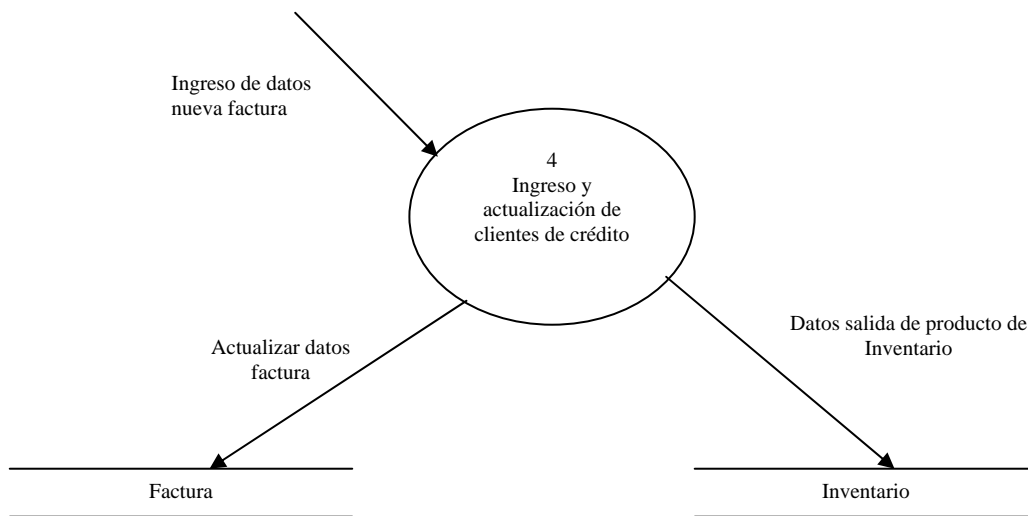 Ingreso de datos
nueva factura
4
Ingreso y
actualización de
clientes de crédito
Actualizar datos
factura
Datos salida de producto de
Inventario
Factura
Inventario